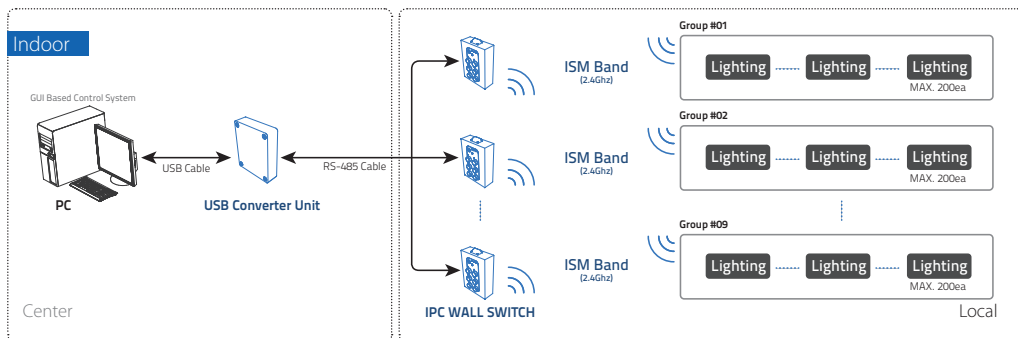 Indoor
GUI Based Control System
PC
USB Cable
USB Converter Unit
RS-485 Cable
Center
IPC WALL SWITCH
ISM Band
(2.4Ghz)
Group #01
Lighting Lighting Lighting
MAX. 200ea
ISM Band
(2.4Ghz)
Group #02
Lighting Lighting Lighting
MAX. 200ea
ISM Band
(2.4Ghz)
Group #09
Lighting Lighting Lighting
MAX. 200ea
Local